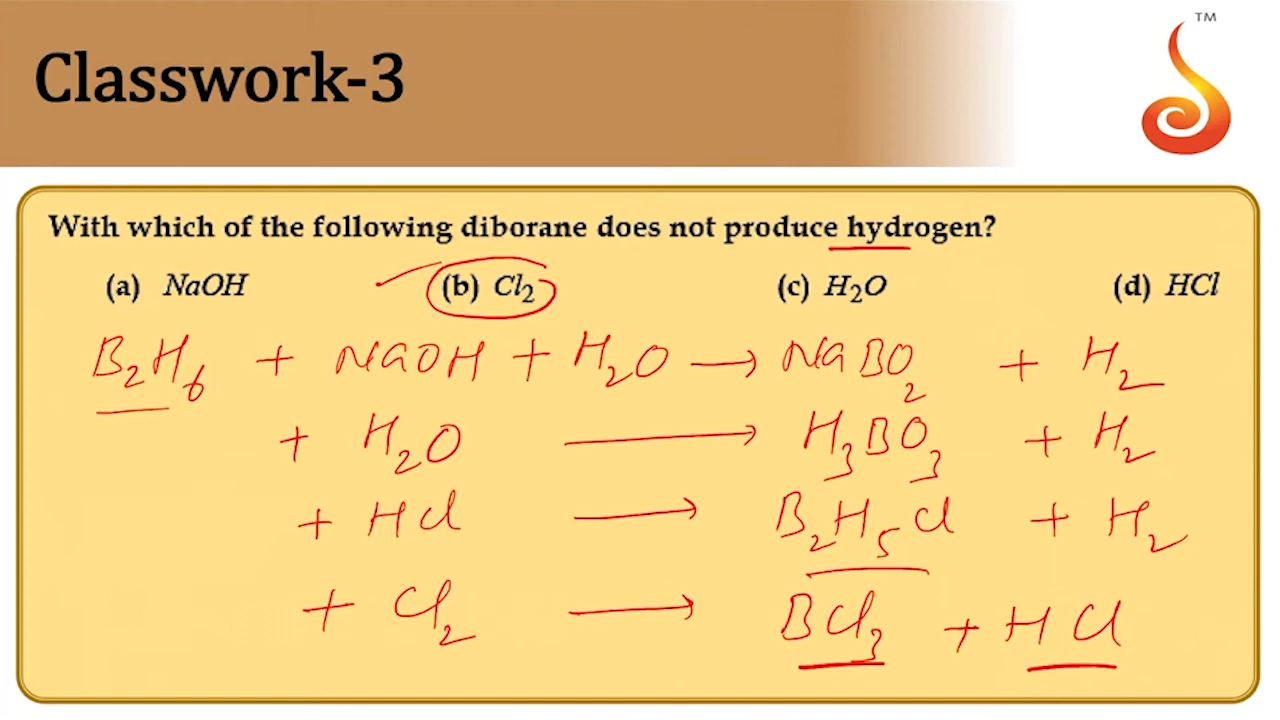 TM
Classwork-3
With which of the following diborane does not produce hydrogen?
(a) NaOH (b) Cl₂ (c) H₂O (d) HCl
B₂H₆ + NaOH + H₂O → NaBO₂ + H₂
+ H₂O → H₃BO₃ + H₂
+ HCl → B₂H₅Cl + H₂
+ Cl₂ → BCl₃ + HCl